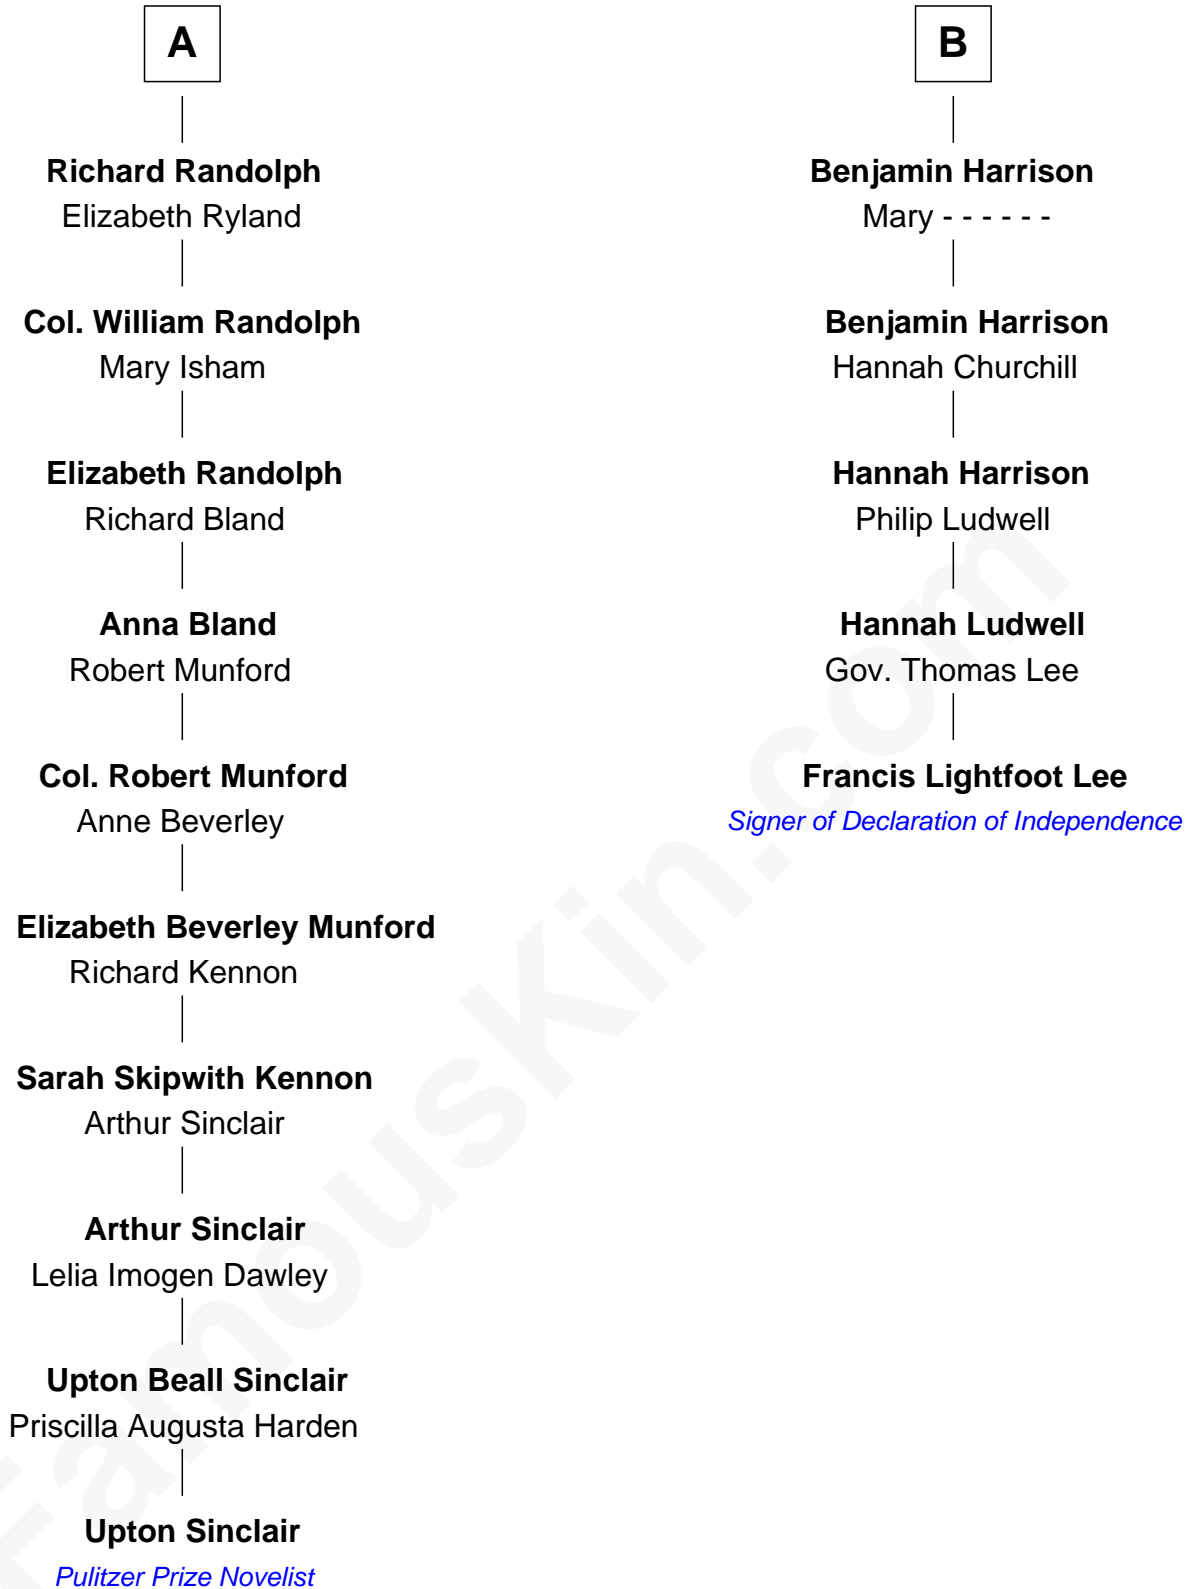 A
Richard Randolph
Elizabeth Ryland
Col. William Randolph
Mary Isham
Elizabeth Randolph
Richard Bland
Anna Bland
Robert Munford
Col. Robert Munford
Anne Beverley
Elizabeth Beverley Munford
Richard Kennon
Sarah Skipwith Kennon
Arthur Sinclair
Arthur Sinclair
Lelia Imogen Dawley
Upton Beall Sinclair
Priscilla Augusta Harden
Upton Sinclair
Pulitzer Prize Novelist
B
Benjamin Harrison
Mary - - - - - -
Benjamin Harrison
Hannah Churchill
Hannah Harrison
Philip Ludwell
Hannah Ludwell
Gov. Thomas Lee
Francis Lightfoot Lee
Signer of Declaration of Independence
FamousKin.com